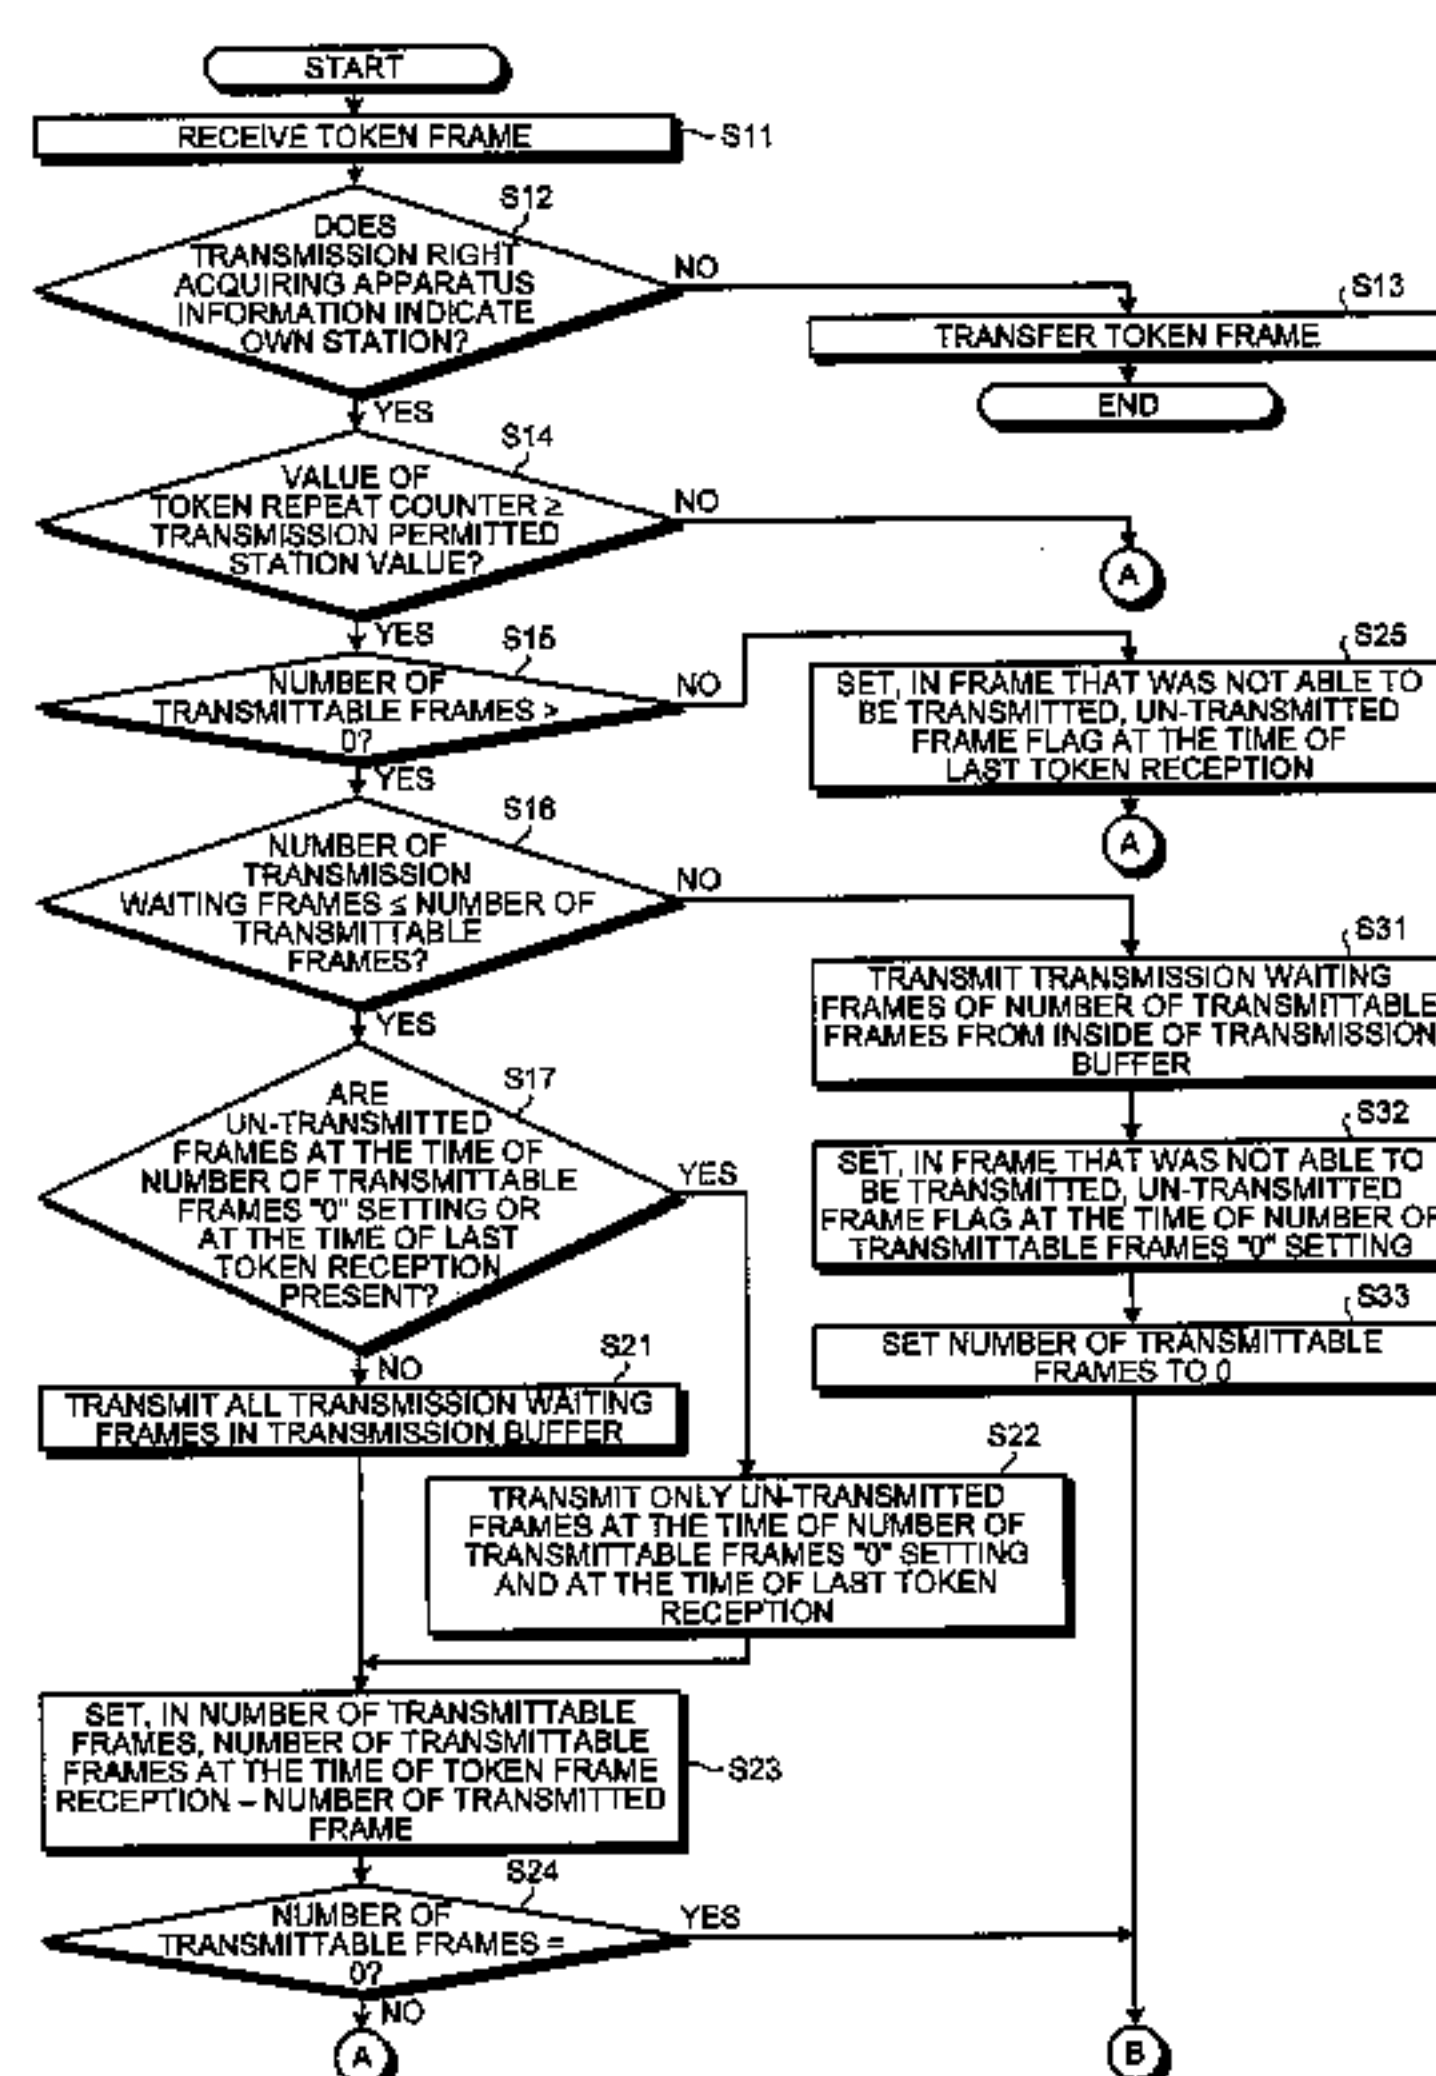 START
RECEIVE TOKEN FRAME
S11
S12
DOES
TRANSMISSION RIGHT
ACQUIRING APPARATUS
INFORMATION INDICATE
OWN STATION?
NO
S13
TRANSFER TOKEN FRAME
END
YES
S14
VALUE OF
TOKEN REPEAT COUNTER ≥
TRANSMISSION PERMITTED
STATION VALUE?
NO
A
YES
S15
NUMBER OF
TRANSMITTABLE FRAMES >
0?
NO
S25
SET, IN FRAME THAT WAS NOT ABLE TO
BE TRANSMITTED, UN-TRANSMITTED
FRAME FLAG AT THE TIME OF
LAST TOKEN RECEPTION
A
YES
S16
NUMBER OF
TRANSMISSION
WAITING FRAMES ≤ NUMBER OF
TRANSMITTABLE
FRAMES?
NO
S31
TRANSMIT TRANSMISSION WAITING
FRAMES OF NUMBER OF TRANSMITTABLE
FRAMES FROM INSIDE OF TRANSMISSION
BUFFER
YES
S17
ARE
UN-TRANSMITTED
FRAMES AT THE TIME OF
NUMBER OF TRANSMITTABLE
FRAMES "0" SETTING OR
AT THE TIME OF LAST
TOKEN RECEPTION
PRESENT?
YES
S32
SET, IN FRAME THAT WAS NOT ABLE TO
BE TRANSMITTED, UN-TRANSMITTED
FRAME FLAG AT THE TIME OF NUMBER OF
TRANSMITTABLE FRAMES "0" SETTING
S33
SET NUMBER OF TRANSMITTABLE
FRAMES TO 0
NO
S21
TRANSMIT ALL TRANSMISSION WAITING
FRAMES IN TRANSMISSION BUFFER
S22
TRANSMIT ONLY UN-TRANSMITTED
FRAMES AT THE TIME OF NUMBER OF
TRANSMITTABLE FRAMES "0" SETTING
AND AT THE TIME OF LAST TOKEN
RECEPTION
SET, IN NUMBER OF TRANSMITTABLE
FRAMES, NUMBER OF TRANSMITTABLE
FRAMES AT THE TIME OF TOKEN FRAME
RECEPTION – NUMBER OF TRANSMITTED
FRAME
S23
S24
NUMBER OF
TRANSMITTABLE FRAMES =
0?
YES
NO
A
B